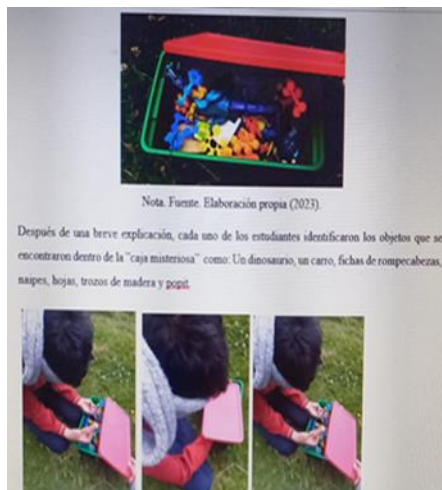 Nota. Fuente. Elaboración propia (2023).
Después de una breve explicación, cada uno de los estudiantes identificaron los objetos que se
encontraron dentro de la "caja misteriosa" como: Un dinosaurio, un carro, fichas de rompecabezas,
naipes, hojas, trozos de madera y popit.